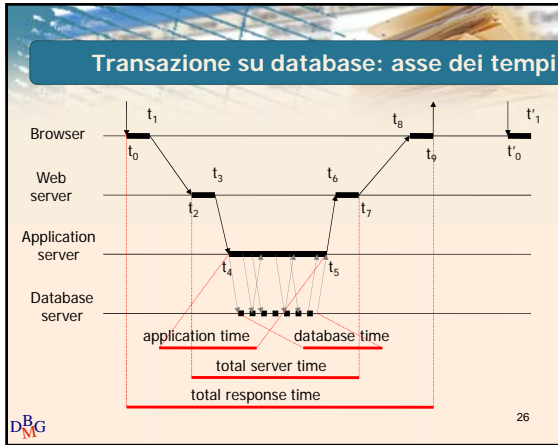 Transazione su database: asse dei tempi
t1
t8
t'1
Browser
t0
t9
t'0
Web server
t3
t6
t2
t7
Application server
t4
t5
Database server
application time
database time
total server time
total response time
DBMG
26